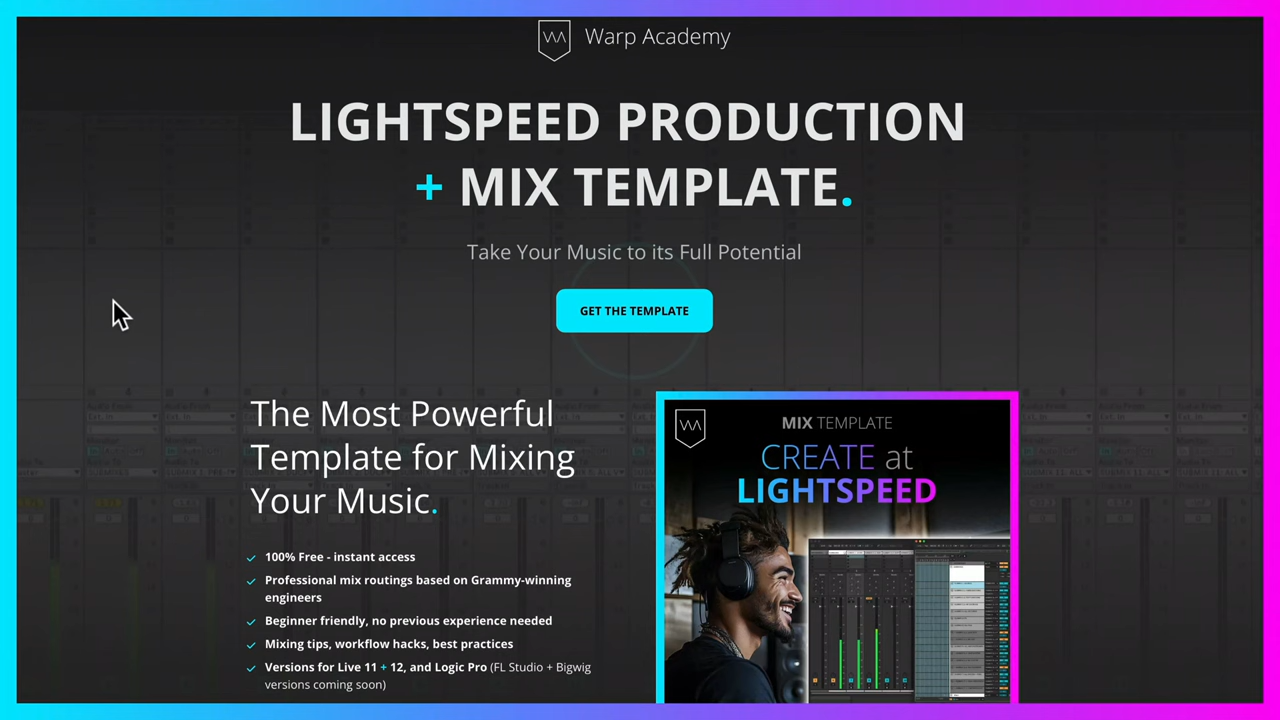 Warp Academy
LIGHTSPEED PRODUCTION
+ MIX TEMPLATE.
Take Your Music to its Full Potential
GET THE TEMPLATE
The Most Powerful
Template for Mixing
Your Music.
100% Free - instant access
Professional mix routings based on Grammy-winning
engineers
friendly, no previous experience needed
tips, workflow hacks, best practices
Versions for Live 11 + 12, and Logic Pro (FL Studio + Bigwig
coming soon)
MIX TEMPLATE
CREATE at
LIGHTSPEED